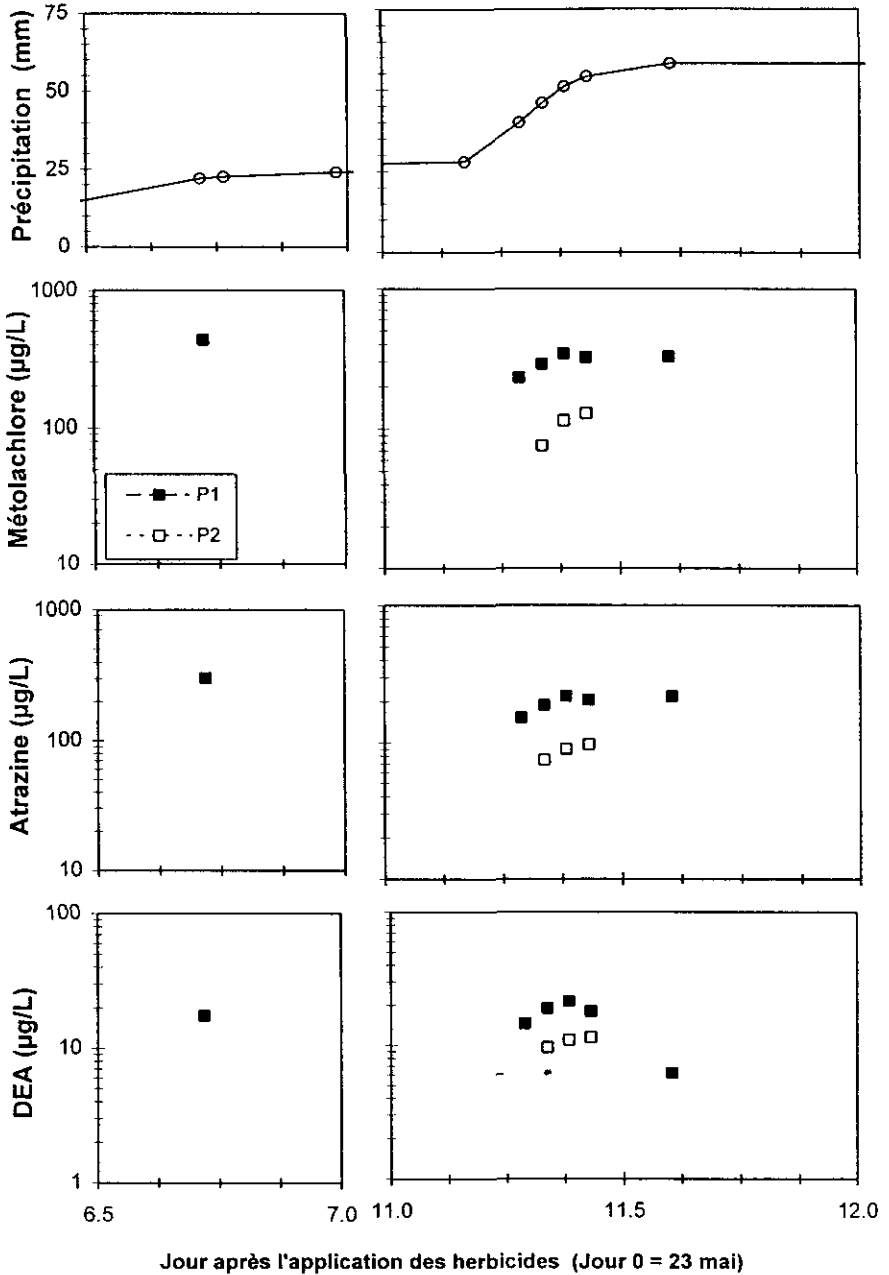 Précipitation (mm)
75
50
25
0
Métolachlore (µg/L)
1000
100
10
P1
P2
Atrazine (µg/L)
1000
100
10
DEA (µg/L)
100
10
1
6.5 7.0 11.0 11.5 12.0
Jour après l'application des herbicides (Jour 0 = 23 mai)